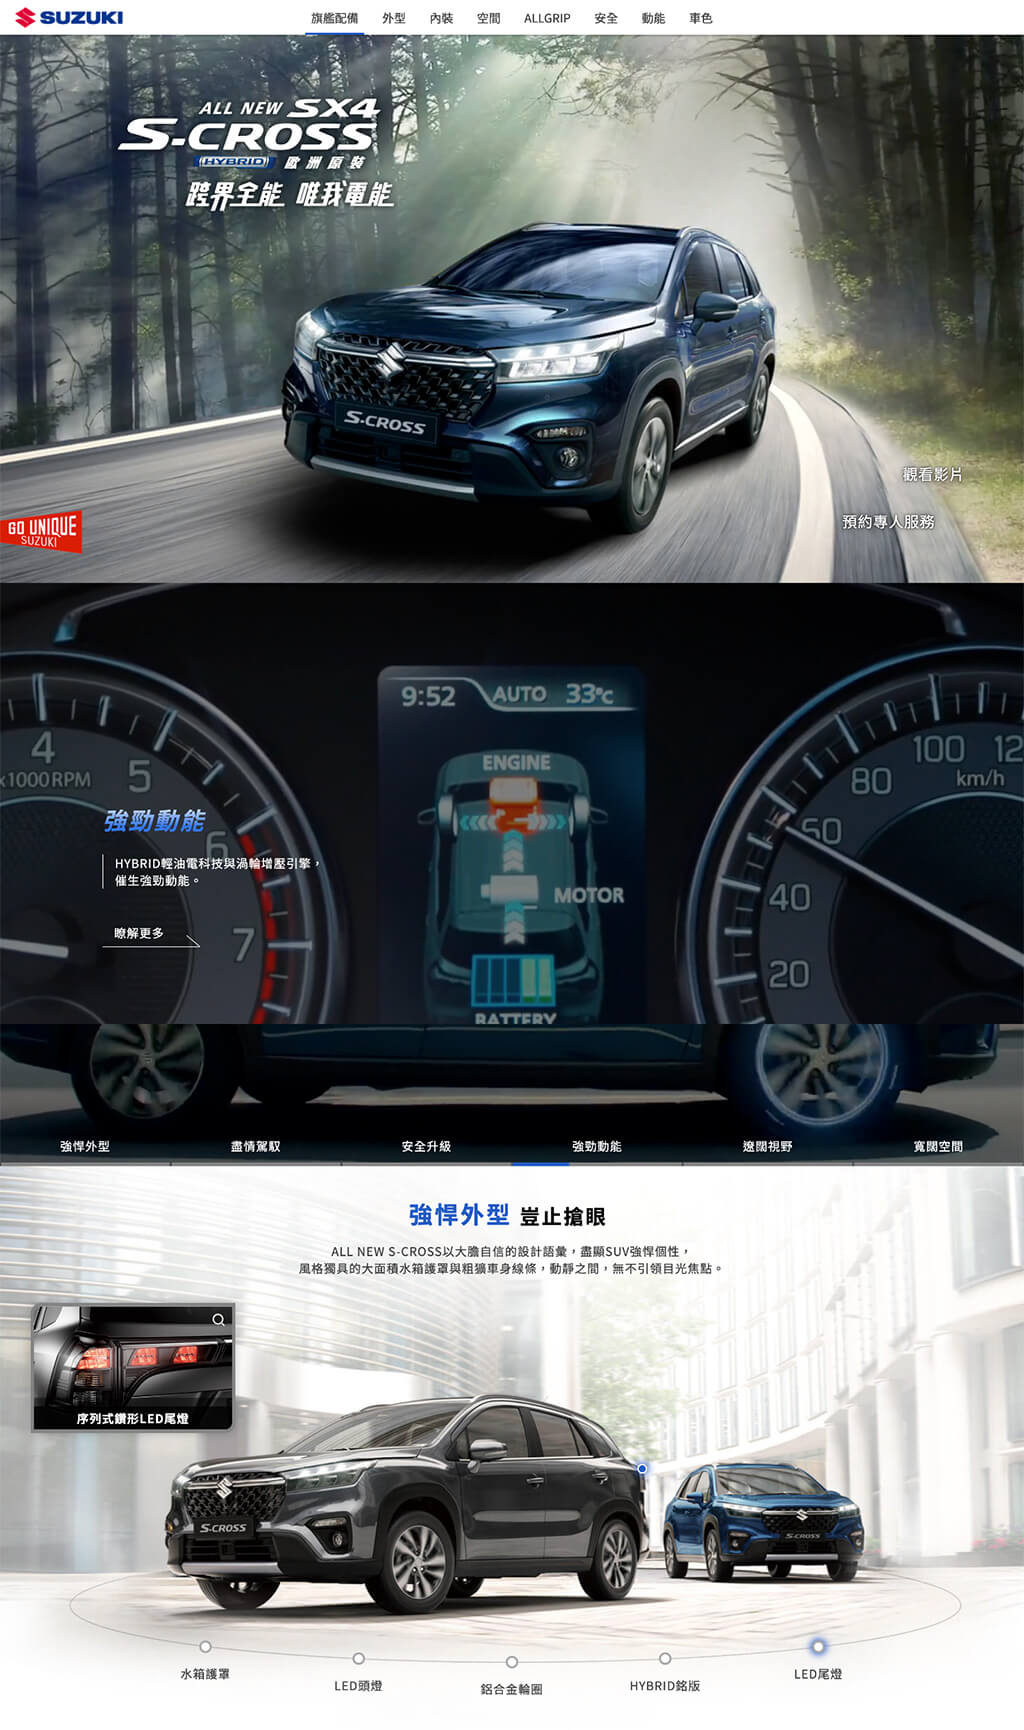 SUZUKI
旗艦配備 外型 內裝 空間 ALLGRIP 安全 動能 車色
ALL NEW SX4
S-CROSS
HYBRID 歐洲原裝
跨界全能 唯我電能
S-CROSS
觀看影片
預約專人服務
GO UNIQUE
SUZUKI
9:52 AUTO 33°C
ENGINE
MOTOR
BATTERY
4
x1000RPM
5
6
7
100 12
km/h
80
60
40
20
強勁動能
HYBRID輕油電科技與渦輪增壓引擎，
催生強勁動能。
瞭解更多
強悍外型 盡情駕馭 安全升級 強勁動能 遼闊視野 寬闊空間
強悍外型 豈止搶眼
ALL NEW S-CROSS以大膽自信的設計語彙，盡顯SUV強悍個性，
風格獨具的大面積水箱護罩與粗獷車身線條，動靜之間，無不引領目光焦點。
序列式鑽形LED尾燈
S-CROSS
S-CROSS
水箱護罩
LED頭燈
鋁合金輪圈
HYBRID銘版
LED尾燈